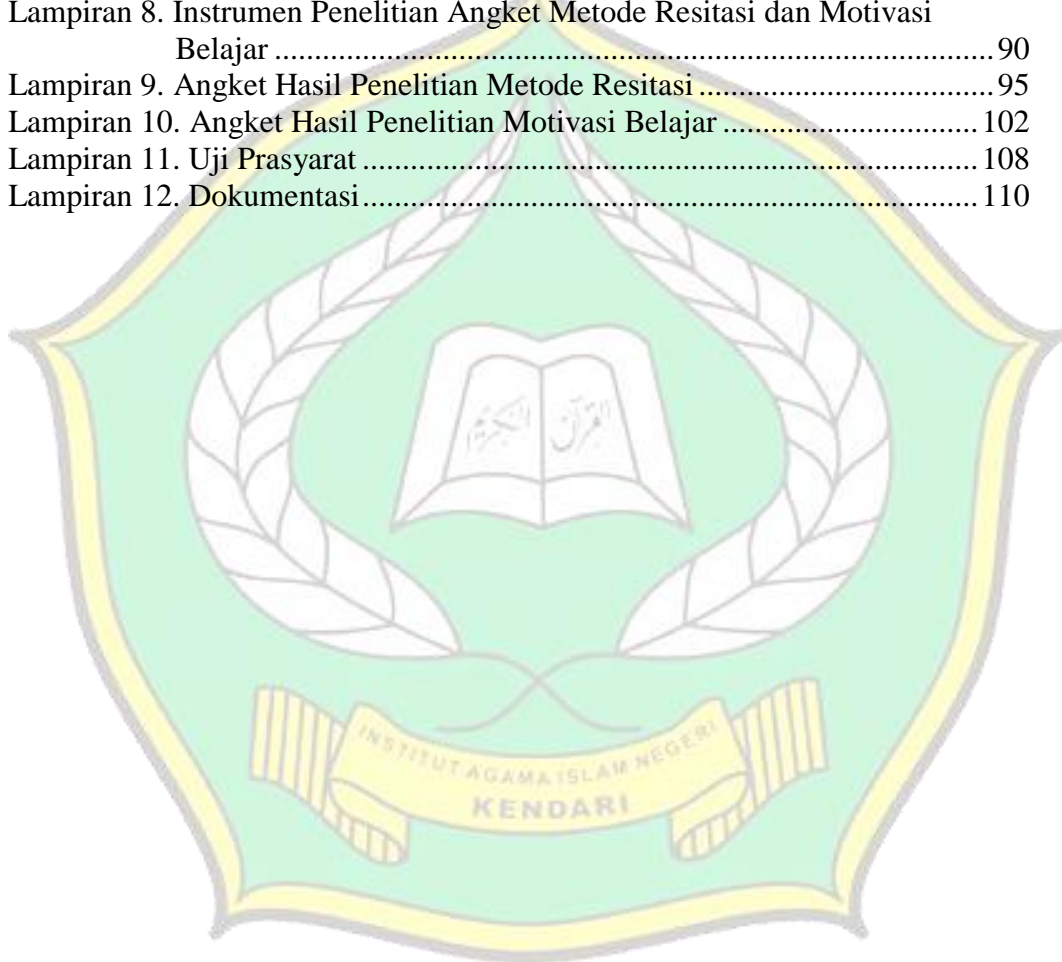 Lampiran 8. Instrumen Penelitian Angket Metode Resitasi dan Motivasi
Belajar ........................................................................................... 90
Lampiran 9. Angket Hasil Penelitian Metode Resitasi ..................................... 95
Lampiran 10. Angket Hasil Penelitian Motivasi Belajar ................................ 102
Lampiran 11. Uji Prasyarat ............................................................................. 108
Lampiran 12. Dokumentasi ............................................................................. 110
القرآن الكريم
INSTITUT AGAMA ISLAM NEGERI
KENDARI